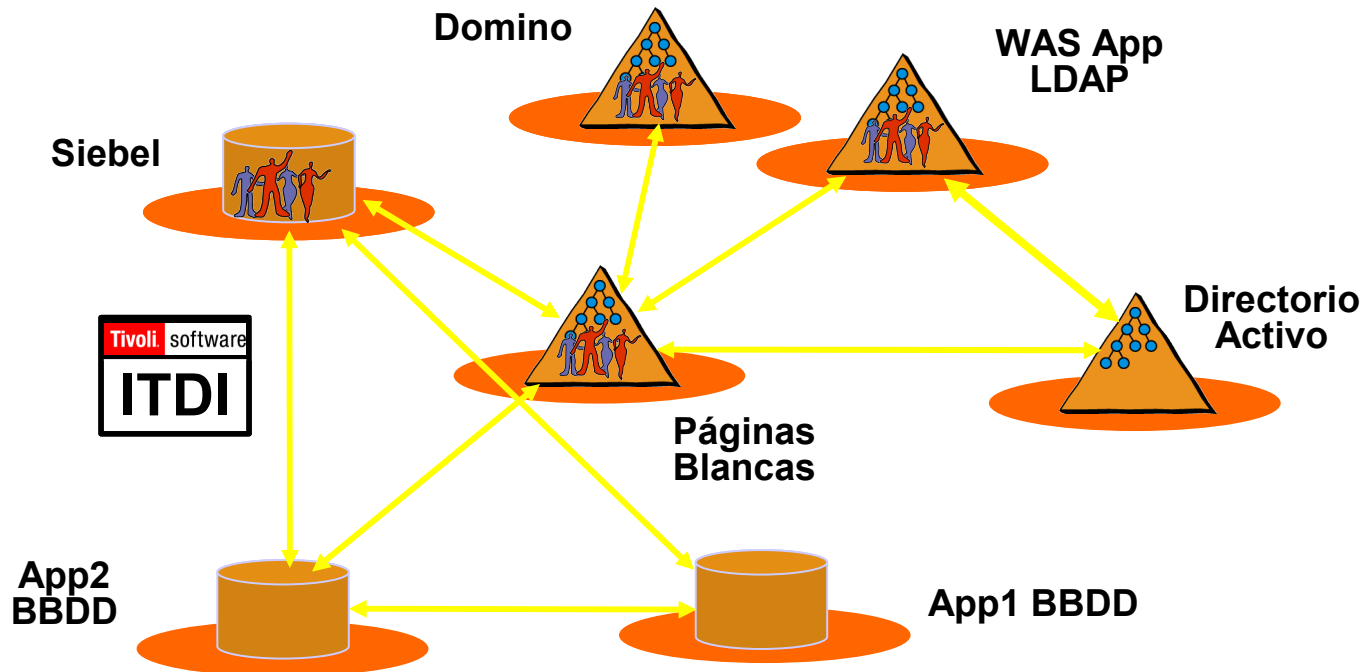 Domino
WAS App
LDAP
Siebel
Directorio
Activo
Tivoli. software
ITDI
Páginas
Blancas
App2
BBDD
App1 BBDD